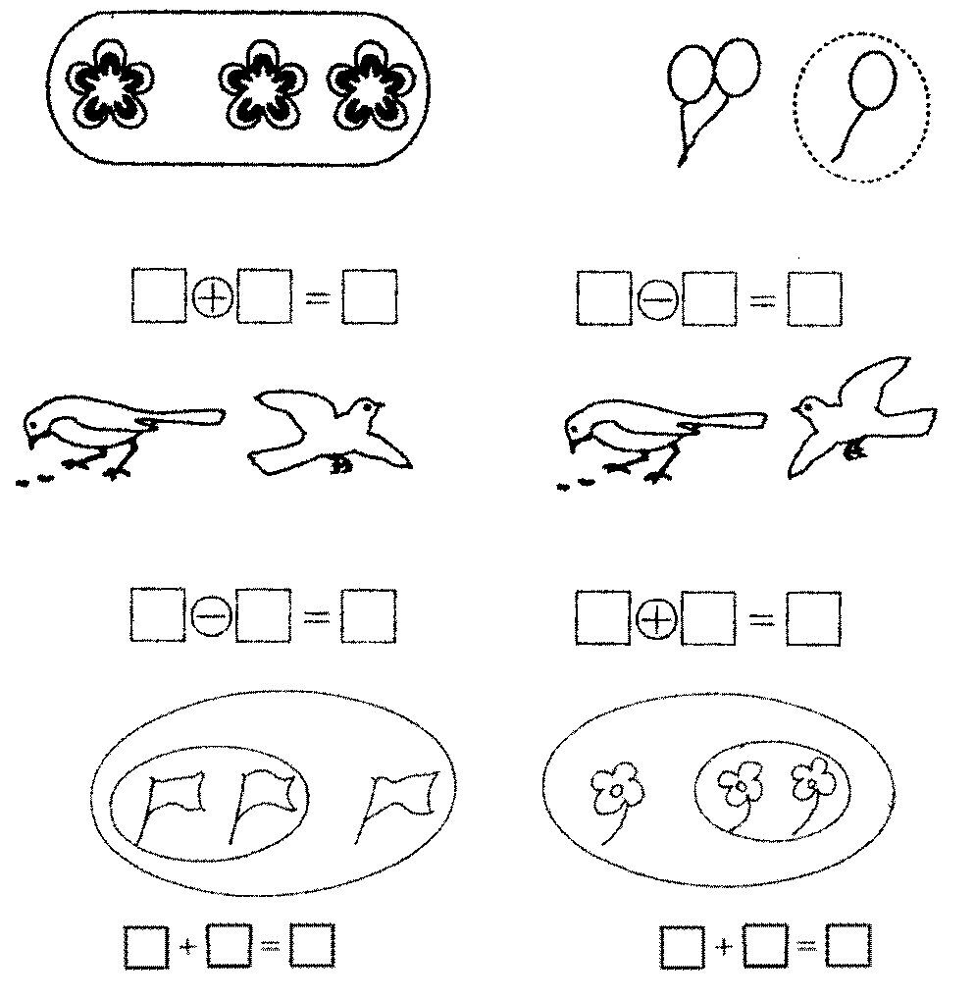 □ ⊕ □ = □
□ ⊖ □ = □
□ ⊖ □ = □
□ ⊕ □ = □
□ + □ = □
□ + □ = □